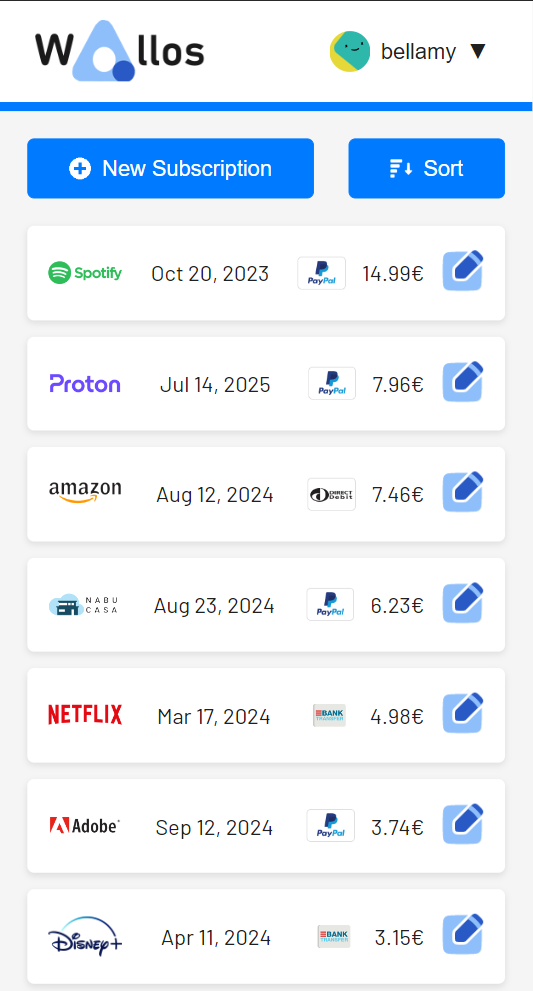 Wallos
bellamy ▼
New Subscription
Sort
Spotify Oct 20, 2023 PayPal 14.99€
Proton Jul 14, 2025 PayPal 7.96€
amazon Aug 12, 2024 DIRECT Debit 7.46€
NABU CASA Aug 23, 2024 PayPal 6.23€
NETFLIX Mar 17, 2024 BANK TRANSFER 4.98€
Adobe Sep 12, 2024 PayPal 3.74€
Disney+ Apr 11, 2024 BANK TRANSFER 3.15€